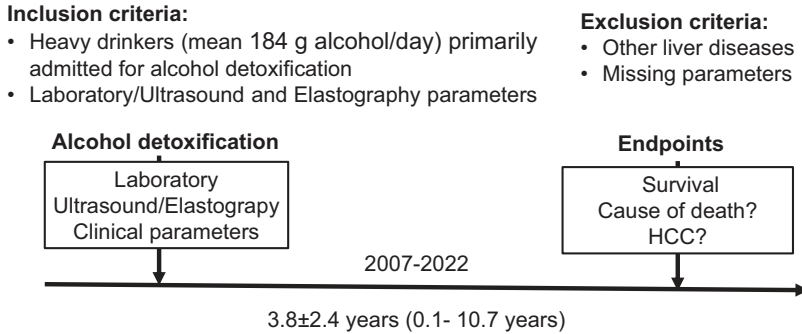 Inclusion criteria:
• Heavy drinkers (mean 184 g alcohol/day) primarily
admitted for alcohol detoxification
• Laboratory/Ultrasound and Elastography parameters
Exclusion criteria:
• Other liver diseases
• Missing parameters
Alcohol detoxification
Laboratory
Ultrasound/Elastograpy
Clinical parameters
Endpoints
Survival
Cause of death?
HCC?
2007-2022
3.8±2.4 years (0.1- 10.7 years)